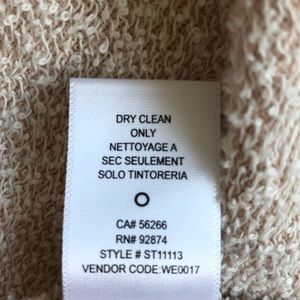 DRY CLEAN
ONLY
NETTOYAGE A
SEC SEULEMENT
SOLO TINTORERIA
CA# 56266
RN# 92874
STYLE # ST11113
VENDOR CODE:WE0017